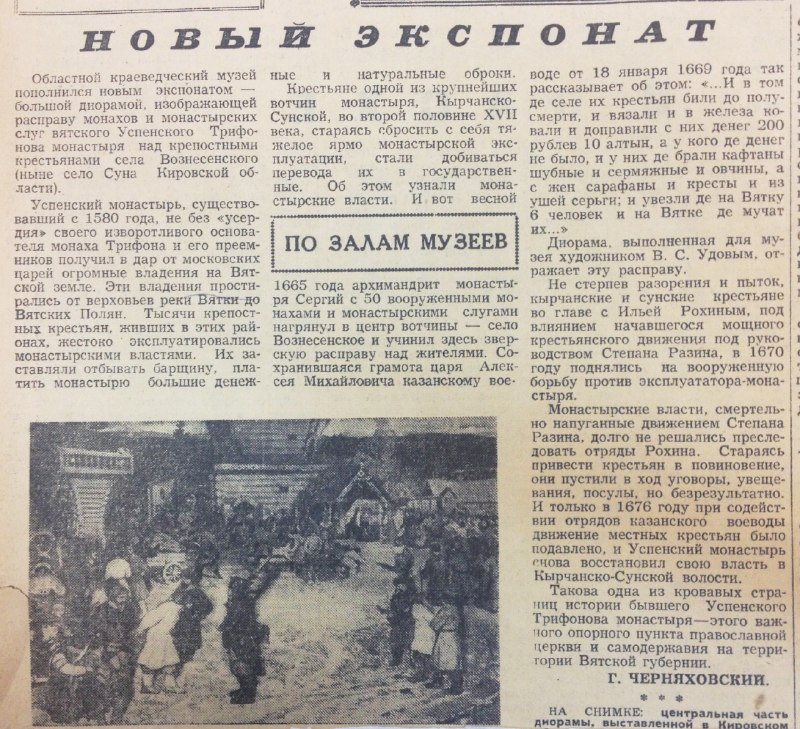 НОВЫЙ ЭКСПОНАТ
Областной краеведческий музей
пополнился новым экспонатом —
большой диорамой, изображающей
расправу монахов и монастырских
слуг вятского Успенского Трифо-
нова монастыря над крепостными
крестьянами села Вознесенского
(ныне село Суна Кировской об-
ласти).
Успенский монастырь, существо-
вавший с 1580 года, не без «усер-
дия» своего изворотливого основа-
теля монаха Трифона и его преем-
ников получил в дар от московских
царей огромные владения на Вят-
ской земле. Эти владения прости-
рались от верховьев реки Вятки до
Вятских Полян. Тысячи крепост-
ных крестьян, живших в этих рай-
онах, жестоко эксплуатировались
монастырскими властями. Их за-
ставляли отбывать барщину, пла-
тить монастырю большие денеж-
ные и натуральные оброки.
Крестьяне одной из крупнейших
вотчин монастыря, Кырчанско-
Сунской, во второй половине XVII
века, стараясь сбросить с себя тя-
желое ярмо монастырской экс-
плуатации, стали добиваться
перевода их в государствен-
ные. Об этом узнали мона-
стырские власти. И вот весной
ПО ЗАЛАМ МУЗЕЕВ
1665 года архимандрит монасты-
ря Сергий с 50 вооруженными мо-
нахами и монастырскими слугами
нагрянул в центр вотчины — село
Вознесенское и учинил здесь звер-
скую расправу над жителями. Со-
хранившаяся грамота царя Алек-
сея Михайловича казанскому вое-
воде от 18 января 1669 года так
рассказывает об этом: «...И в том
де селе их крестьян били до полу-
смерти, и вязали и в железа ко-
вали и доправили с них денег 200
рублев 10 алтын, а у кого де денег
не было, и у них де брали кафтаны
шубные и сермяжные и овчины, а
с жен сарафаны и кресты и из
ушей серьги; и увезли де на Вятку
6 человек и на Вятке де мучат
их...»
Диорама, выполненная для му-
зея художником В. С. Удовым, от-
ражает эту расправу.
Не стерпев разорения и пыток,
кырчанские и сунские крестьяне
во главе с Ильей Рохиным, под
влиянием начавшегося мощного
крестьянского движения под руко-
водством Степана Разина, в 1670
году поднялись на вооруженную
борьбу против эксплуататора-мона-
стыря.
Монастырские власти, смертель-
но напуганные движением Степана
Разина, долго не решались пресле-
довать отряды Рохина. Стараясь
привести крестьян в повиновение,
они пустили в ход уговоры, увеще-
вания, посулы, но безрезультатно.
И только в 1676 году при содейст-
вии отрядов казанского воеводы
движение местных крестьян было
подавлено, и Успенский монастырь
снова восстановил свою власть в
Кырчанско-Сунской волости.
Такова одна из кровавых стра-
ниц истории бывшего Успенского
Трифонова монастыря—этого важ-
ного опорного пункта православной
церкви и самодержавия на терри-
тории Вятской губернии.
Г. ЧЕРНЯХОВСКИЙ.
* * *
НА СНИМКЕ: центральная часть
диорамы, выставленной в Кировском